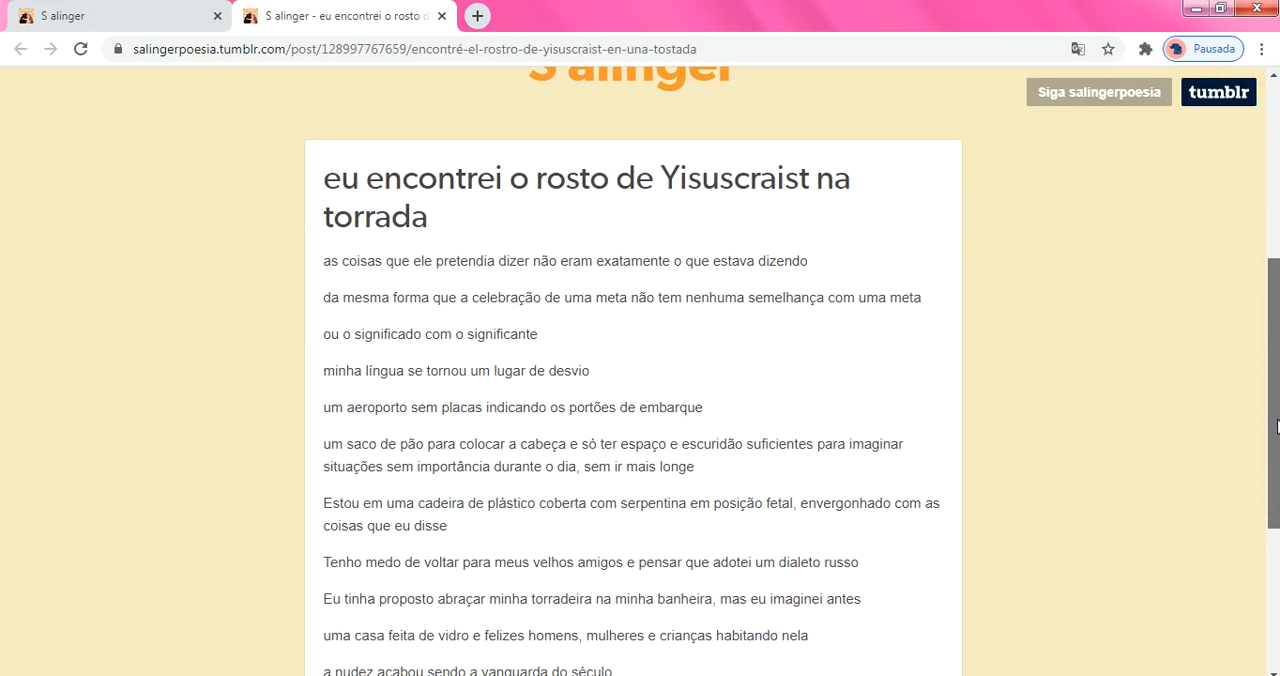 S alinger
S alinger - eu encontrei o rosto d
salingerpoesia.tumblr.com/post/128997767659/encontré-el-rostro-de-yisuscraist-en-una-tostada
Pausada
S alinger
Siga salingerpoesia
tumblr
eu encontrei o rosto de Yisuscraist na
torrada
as coisas que ele pretendia dizer não eram exatamente o que estava dizendo
da mesma forma que a celebração de uma meta não tem nenhuma semelhança com uma meta
ou o significado com o significante
minha língua se tornou um lugar de desvio
um aeroporto sem placas indicando os portões de embarque
um saco de pão para colocar a cabeça e só ter espaço e escuridão suficientes para imaginar
situações sem importância durante o dia, sem ir mais longe
Estou em uma cadeira de plástico coberta com serpentina em posição fetal, envergonhado com as
coisas que eu disse
Tenho medo de voltar para meus velhos amigos e pensar que adotei um dialeto russo
Eu tinha proposto abraçar minha torradeira na minha banheira, mas eu imaginei antes
uma casa feita de vidro e felizes homens, mulheres e crianças habitando nela
a nudez acabou sendo a vanguarda do século